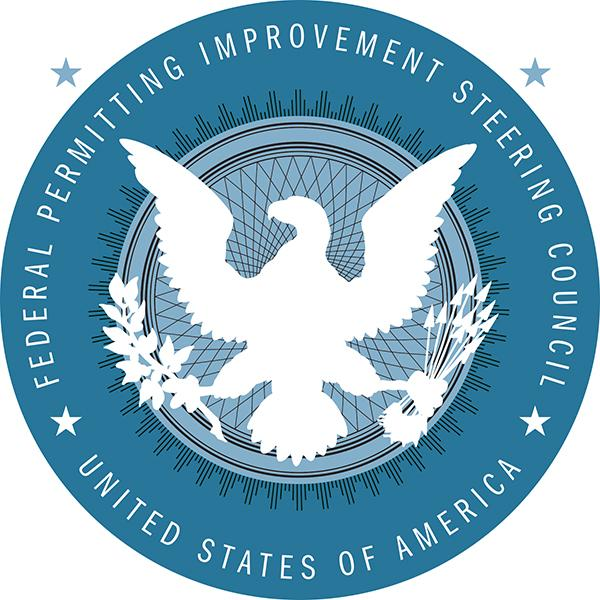 FEDERAL PERMITTING IMPROVEMENT STEERING COUNCIL
UNITED STATES OF AMERICA